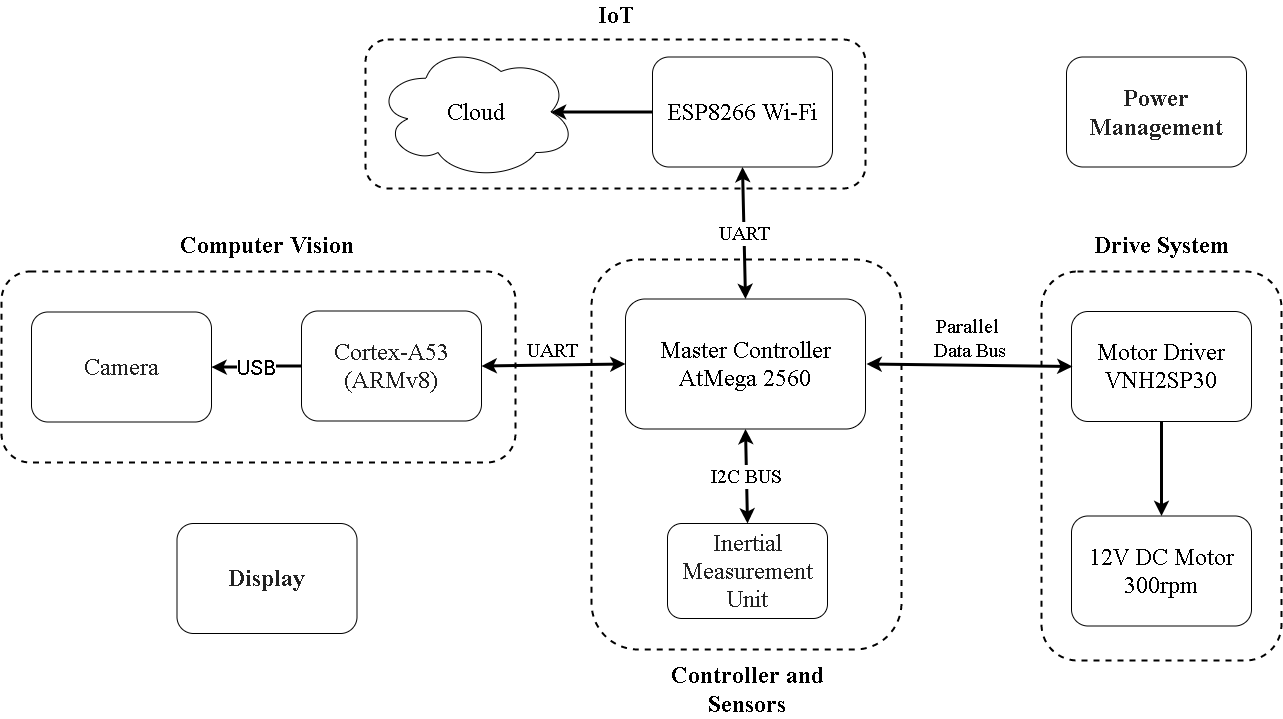 IoT
Cloud
ESP8266 Wi-Fi
Power
Management
UART
Computer Vision
Drive System
Camera
USB
Cortex-A53
(ARMv8)
UART
Master Controller
AtMega 2560
Parallel
Data Bus
Motor Driver
VNH2SP30
I2C BUS
Display
Inertial
Measurement
Unit
12V DC Motor
300rpm
Controller and
Sensors